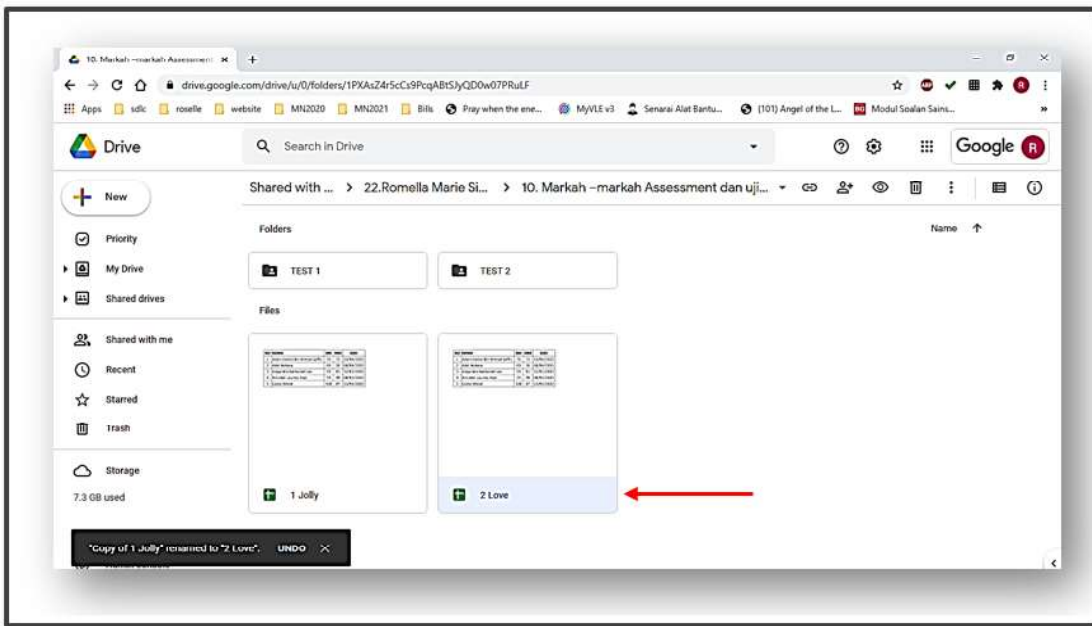 10. Markah –markah Assessment
drive.google.com/drive/u/0/folders/1PXAsZ4r5cCs9PcqABtSJyQD0w07PRuLF
Apps sdlc roselle website MN2020 MN2021 Bills Pray when the ene... MyVLE v3 Senarai Alat Bantu... (101) Angel of the L... Modul Soalan Sains... »
Drive Search in Drive Google R
New
Shared with ... > 22.Romella Marie Si... > 10. Markah –markah Assessment dan uji...
Folders Name
Priority
My Drive
TEST 1 TEST 2
Shared drives
Files
Shared with me
Recent
Starred
Trash
Storage
7.3 GB used
1 Jolly 2 Love
"Copy of 1 Jolly" renamed to "2 Love". UNDO